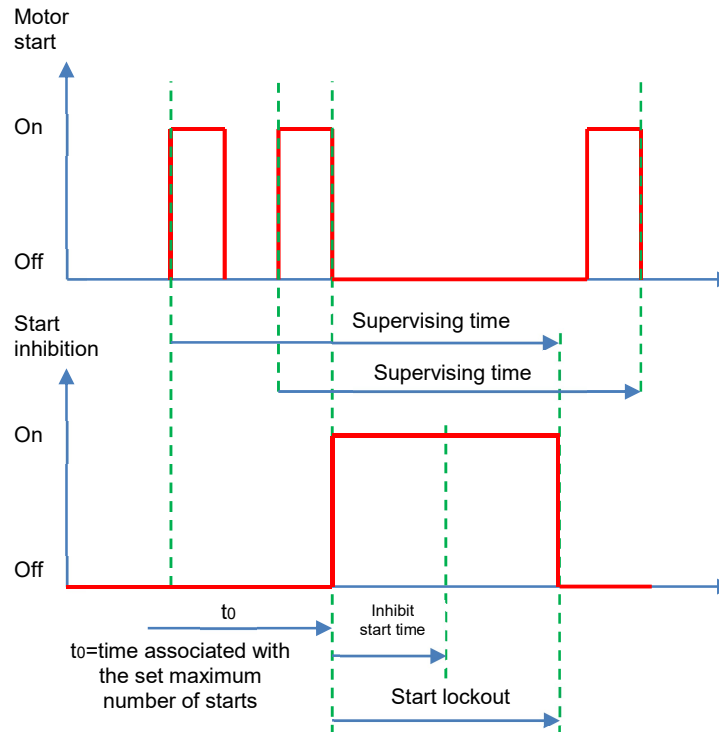 Motor
start
On
Off
Start
inhibition
Supervising time
Supervising time
On
Off
t0
Inhibit
start time
t0=time associated with
the set maximum
number of starts
Start lockout